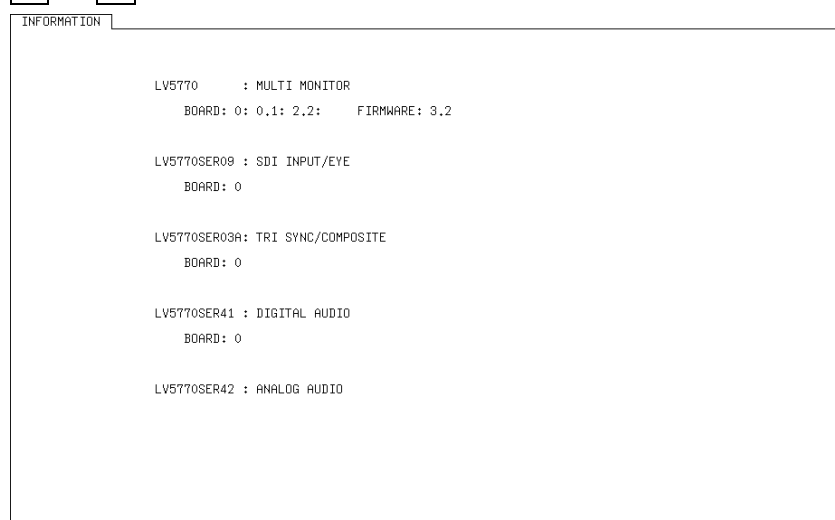 INFORMATION
LV5770 : MULTI MONITOR
BOARD: 0: 0.1: 2.2: FIRMWARE: 3.2
LV5770SER09 : SDI INPUT/EYE
BOARD: 0
LV5770SER03A: TRI SYNC/COMPOSITE
BOARD: 0
LV5770SER41 : DIGITAL AUDIO
BOARD: 0
LV5770SER42 : ANALOG AUDIO